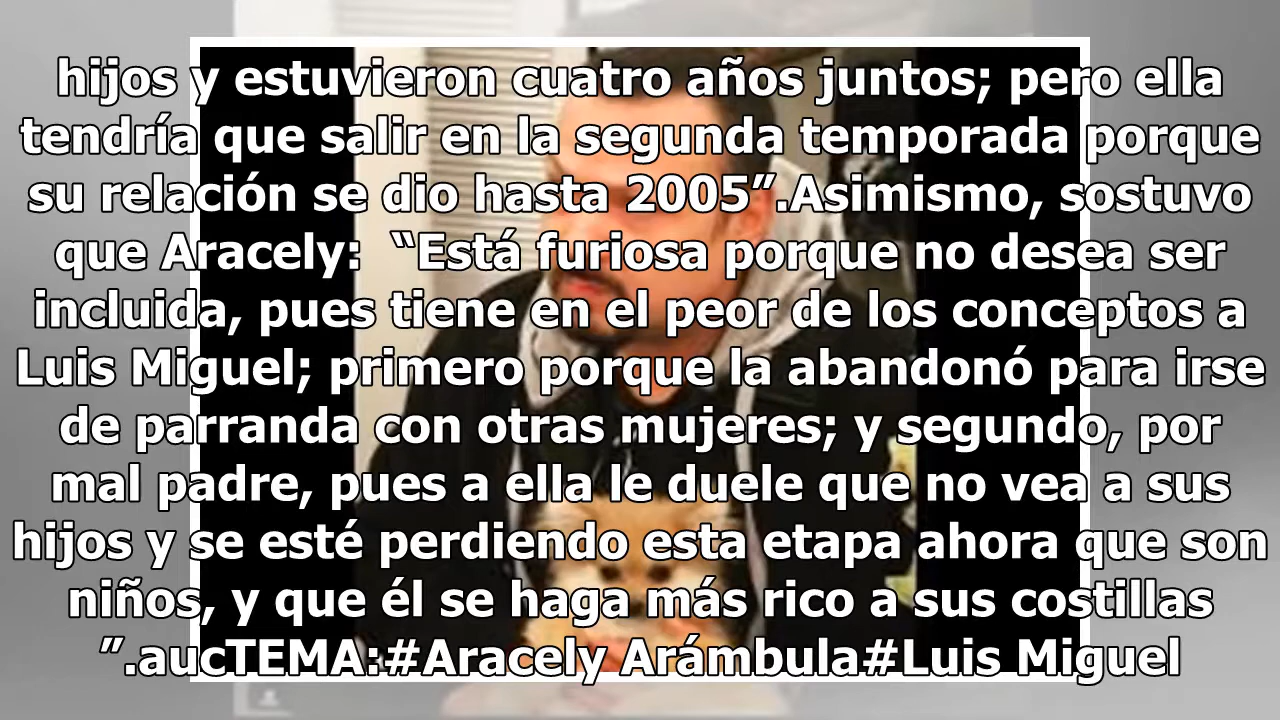 hijos y estuvieron cuatro años juntos; pero ella
tendría que salir en la segunda temporada porque
su relación se dio hasta 2005”.Asimismo, sostuvo
que Aracely:  “Está furiosa porque no desea ser
incluida, pues tiene en el peor de los conceptos a
Luis Miguel; primero porque la abandonó para irse
de parranda con otras mujeres; y segundo, por
mal padre, pues a ella le duele que no vea a sus
hijos y se esté perdiendo esta etapa ahora que son
niños, y que él se haga más rico a sus costillas
”.aucTEMA:#Aracely Arámbula#Luis Miguel